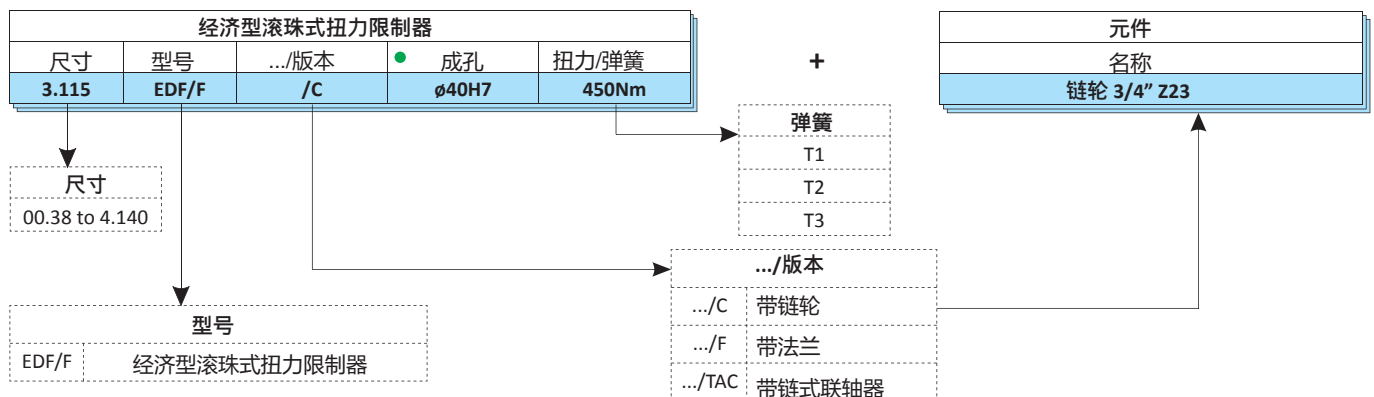 经济型滚珠式扭力限制器
尺寸 型号 .../版本 成孔 扭力/弹簧
3.115 EDF/F /C ø40H7 450Nm
+
元件
名称
链轮 3/4” Z23
弹簧
T1
T2
T3
尺寸
00.38 to 4.140
.../版本
.../C 带链轮
.../F 带法兰
.../TAC 带链式联轴器
型号
EDF/F 经济型滚珠式扭力限制器